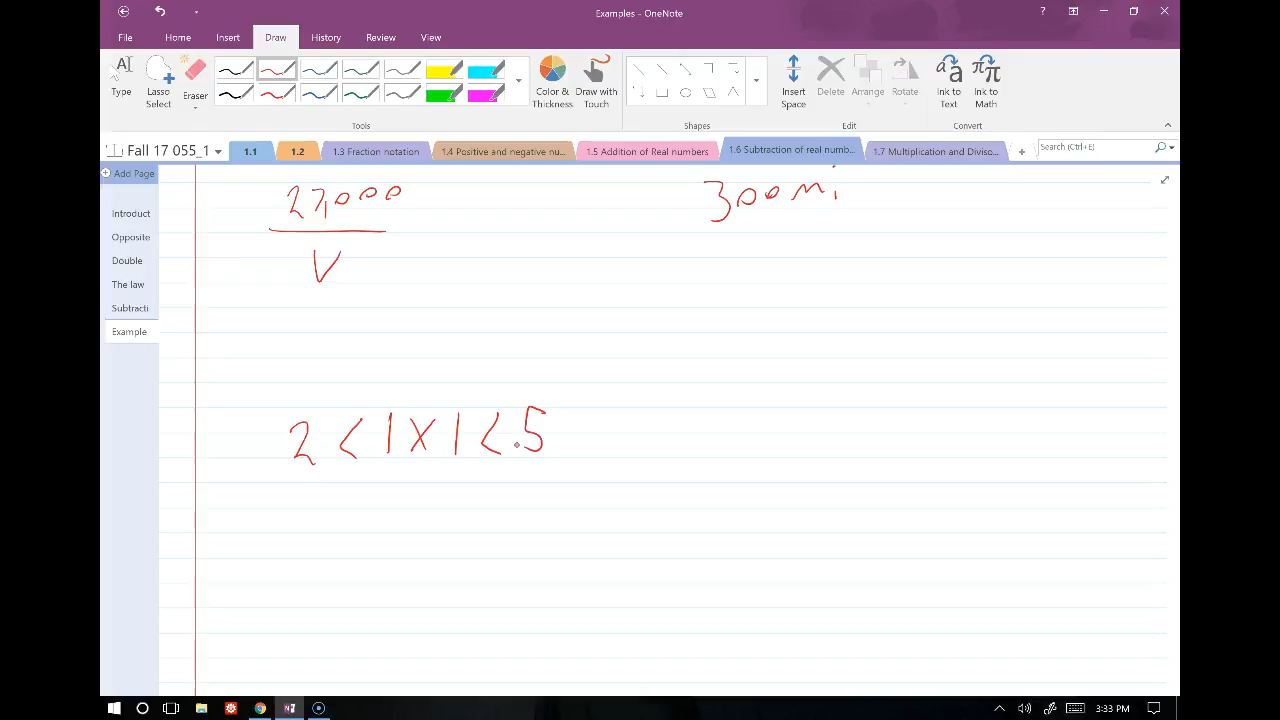 Examples - OneNote
?
File Home Insert Draw History Review View
Type Lasso Select Eraser Color & Thickness Draw with Touch Insert Space Delete Arrange Rotate Ink to Text Ink to Math
Tools Shapes Edit Convert
Fall 17 055_1 1.1 1.2 1.3 Fraction notation 1.4 Positive and negative nu... 1.5 Addition of Real numbers 1.6 Subtraction of real numb... 1.7 Multiplication and Diviso... Search (Ctrl+E)
Add Page
27,000 300 mi
Introduct
Opposite
V
Double
The law
Subtracti
Example
2 < |x| < 5
3:33 PM